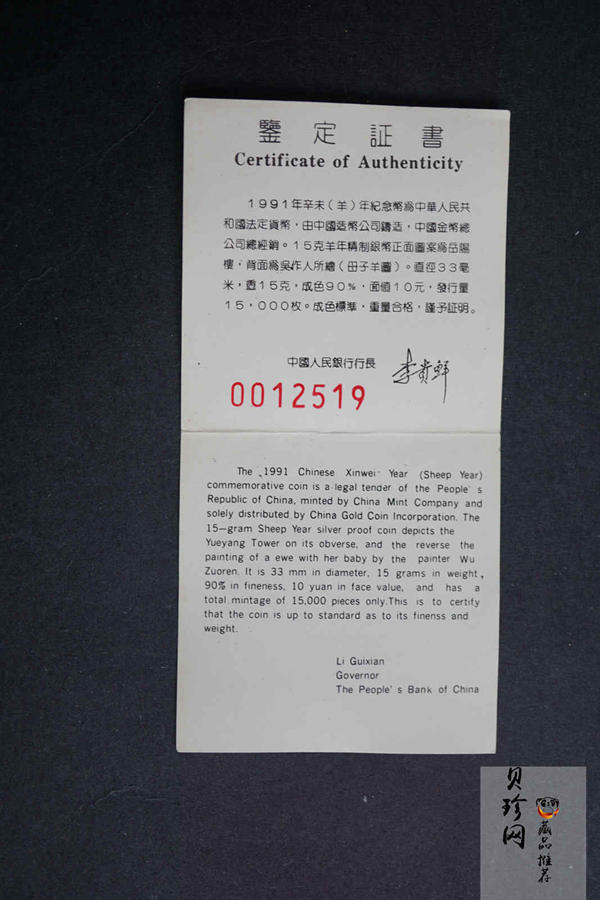 鑒定証書
Certificate of Authenticity
1991年辛未(羊)年紀念幣爲中華人民共
和國法定貨幣,由中國造幣公司鑄造,中國金幣總
公司總經銷。15克羊年精制銀幣正面圖案爲岳陽
樓,背面爲吳作人所繪(母子羊圖)。直徑33毫
米,重15克,成色90%,面值10元,發行量
15,000枚。成色標準,重量合格,謹予証明。
中國人民銀行行長 李贵鲜
0012519
The 1991 Chinese Xinwei Year (Sheep Year)
commemorative coin is a legal tender of the People's
Republic of China, minted by China Mint Company and
solely distributed by China Gold Coin Incorporation. The
15-gram Sheep Year silver proof coin depicts the
Yueyang Tower on its obverse, and the reverse the
painting of a ewe with her baby by the painter Wu
Zuoren. It is 33 mm in diameter, 15 grams in weight,
90% in fineness, 10 yuan in face value, and has a
total mintage of 15,000 pieces only.This is to certify
that the coin is up to standard as to its finenss and
weight.
Li Guixian
Governor
The People's Bank of China
贝珍网
藏品推荐